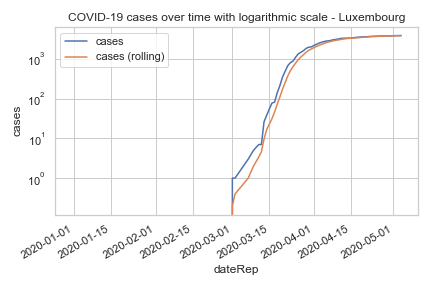 COVID-19 cases over time with logarithmic scale - Luxembourg
cases
cases (rolling)
10³
10²
10¹
10⁰
cases
2020-01-01
2020-01-15
2020-02-01
2020-02-15
2020-03-01
2020-03-15
2020-04-01
2020-04-15
2020-05-01
dateRep